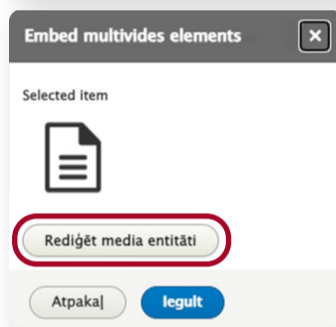 Embed multivides elements
Selected item
Rediģēt media entitāti
Atpakaļ
Iegult